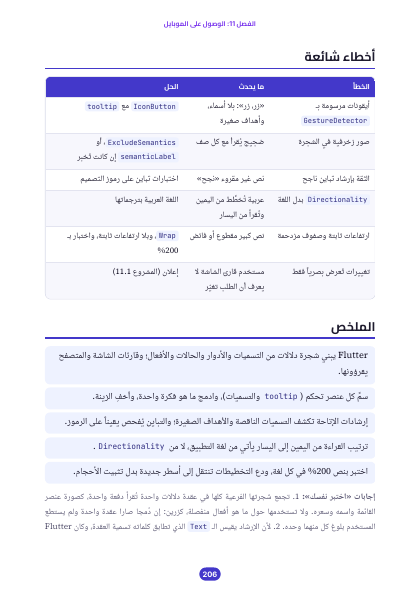 الفصل 11: الوصول على الموبايل
أخطاء شائعة
الخطأ ما يحدث الحل
أيقونات مرسومة بـ «زر، زر»: بلا أسماء، IconButton مع tooltip
GestureDetector وأهداف صغيرة
صور زخرفية في الشجرة ضجيج يُقرأ مع كل صف ExcludeSemantics ، أو
semanticLabel إن كانت تُخبر
الثقة بإرشاد تباين ناجح نص غير مقروء «نجح» اختبارات تباين على رموز التصميم
Directionality بدل اللغة عربية تُخطَّط من اليمين اللغة العربية بترجماتها
وتُقرأ من اليسار
ارتفاعات ثابتة وصفوف مزدحمة نص كبير مقطوع أو فائض Wrap ، وبلا ارتفاعات ثابتة، واختبار بـ
200%
تغييرات تُعرض بصرياً فقط مستخدم قارئ الشاشة لا إعلان (المشروع 11.1)
يعرف أن الطلب تغيّر
الملخص
Flutter يبني شجرة دلالات من التسميات والأدوار والحالات والأفعال؛ وقارئات الشاشة والمتصفح
يقرؤونها.
سمِّ كل عنصر تحكم ( tooltip والتسميات)، وادمج ما هو فكرة واحدة، وأخفِ الزينة.
إرشادات الإتاحة تكشف التسميات الناقصة والأهداف الصغيرة؛ والتباين يُفحص يقيناً على الرموز.
ترتيب القراءة من اليمين إلى اليسار يأتي من لغة التطبيق، لا من Directionality .
اختبر بنص 200% في كل لغة، ودع التخطيطات تنتقل إلى أسطر جديدة بدل تثبيت الأحجام.
إجابات «اختبر نفسك»: 1. تجمع شجرتها الفرعية كلها في عقدة دلالات واحدة تُقرأ دفعة واحدة، كصورة عنصر
القائمة واسمه وسعره. ولا تستخدمها حول ما هو أفعال منفصلة، كزرين: إن دُمجا صارا عقدة واحدة ولم يستطع
المستخدم بلوغ كل منهما وحده. 2. لأن الإرشاد يقيس الـ Text الذي تطابق كلماته تسمية العقدة، وكان Flutter
206